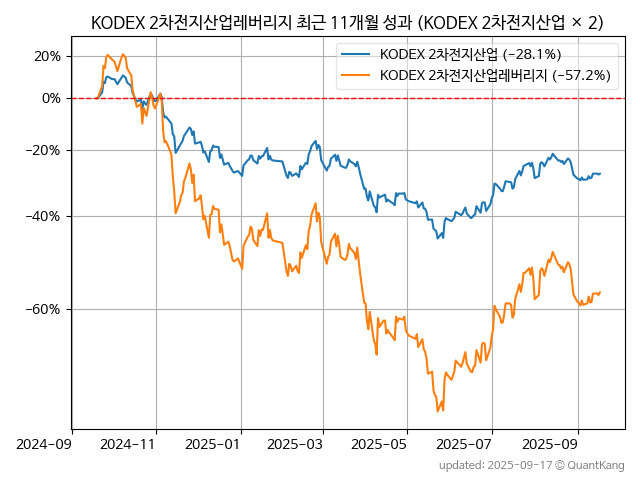 KODEX 2차전지산업레버리지 최근 11개월 성과 (KODEX 2차전지산업 × 2)
KODEX 2차전지산업 (−28.1%)
KODEX 2차전지산업레버리지 (−57.2%)
20%
0%
−20%
−40%
−60%
2024-09 2024-11 2025-01 2025-03 2025-05 2025-07 2025-09
updated: 2025-09-17 © QuantKang